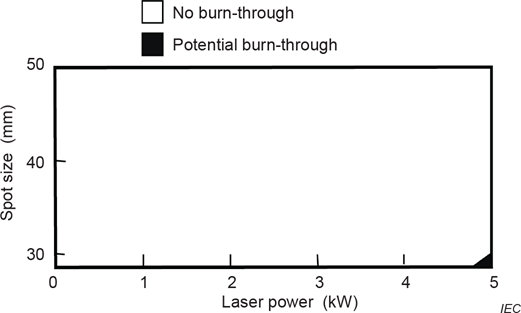 No burn-through
Potential burn-through
50
40
30
Spot size (mm)
0 1 2 3 4 5
Laser power (kW)
IEC